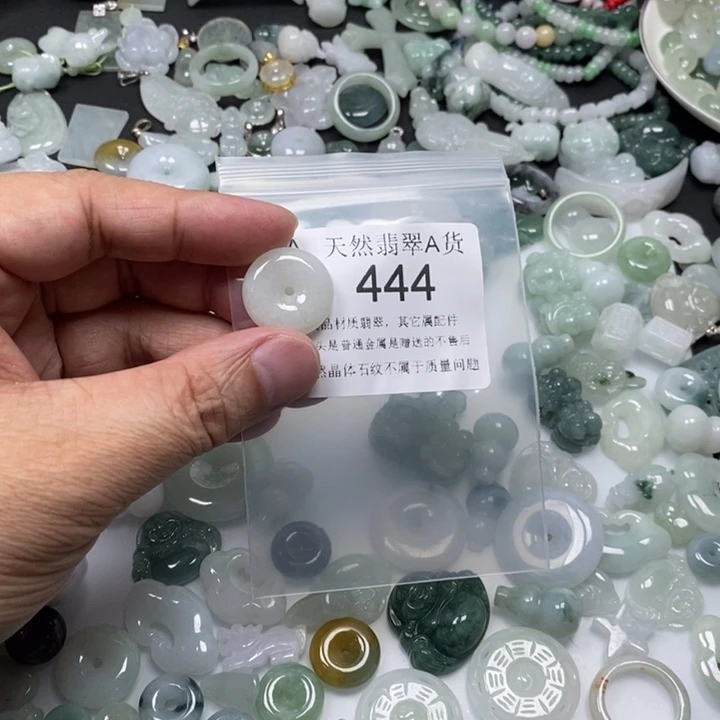 天然翡翠A货
444
品材质翡翠，其它属配件
是普通金属是赠送的不售后
晶体石纹不属于质量问题